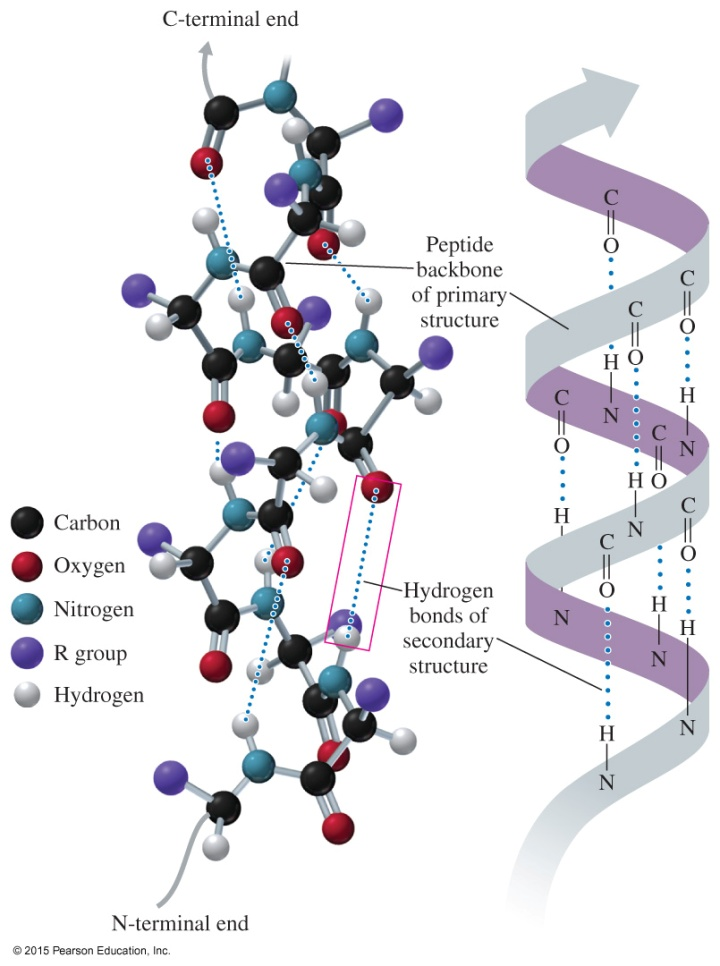 C-terminal end
Peptide
backbone
of primary
structure
C
O
C
O
C
O
H
N
C
O
H
N
C
O
H
N
C
O
H
C
O
H
N
H
N
H
N
H
N
Carbon
Oxygen
Nitrogen
R group
Hydrogen
Hydrogen
bonds of
secondary
structure
N-terminal end
© 2015 Pearson Education, Inc.